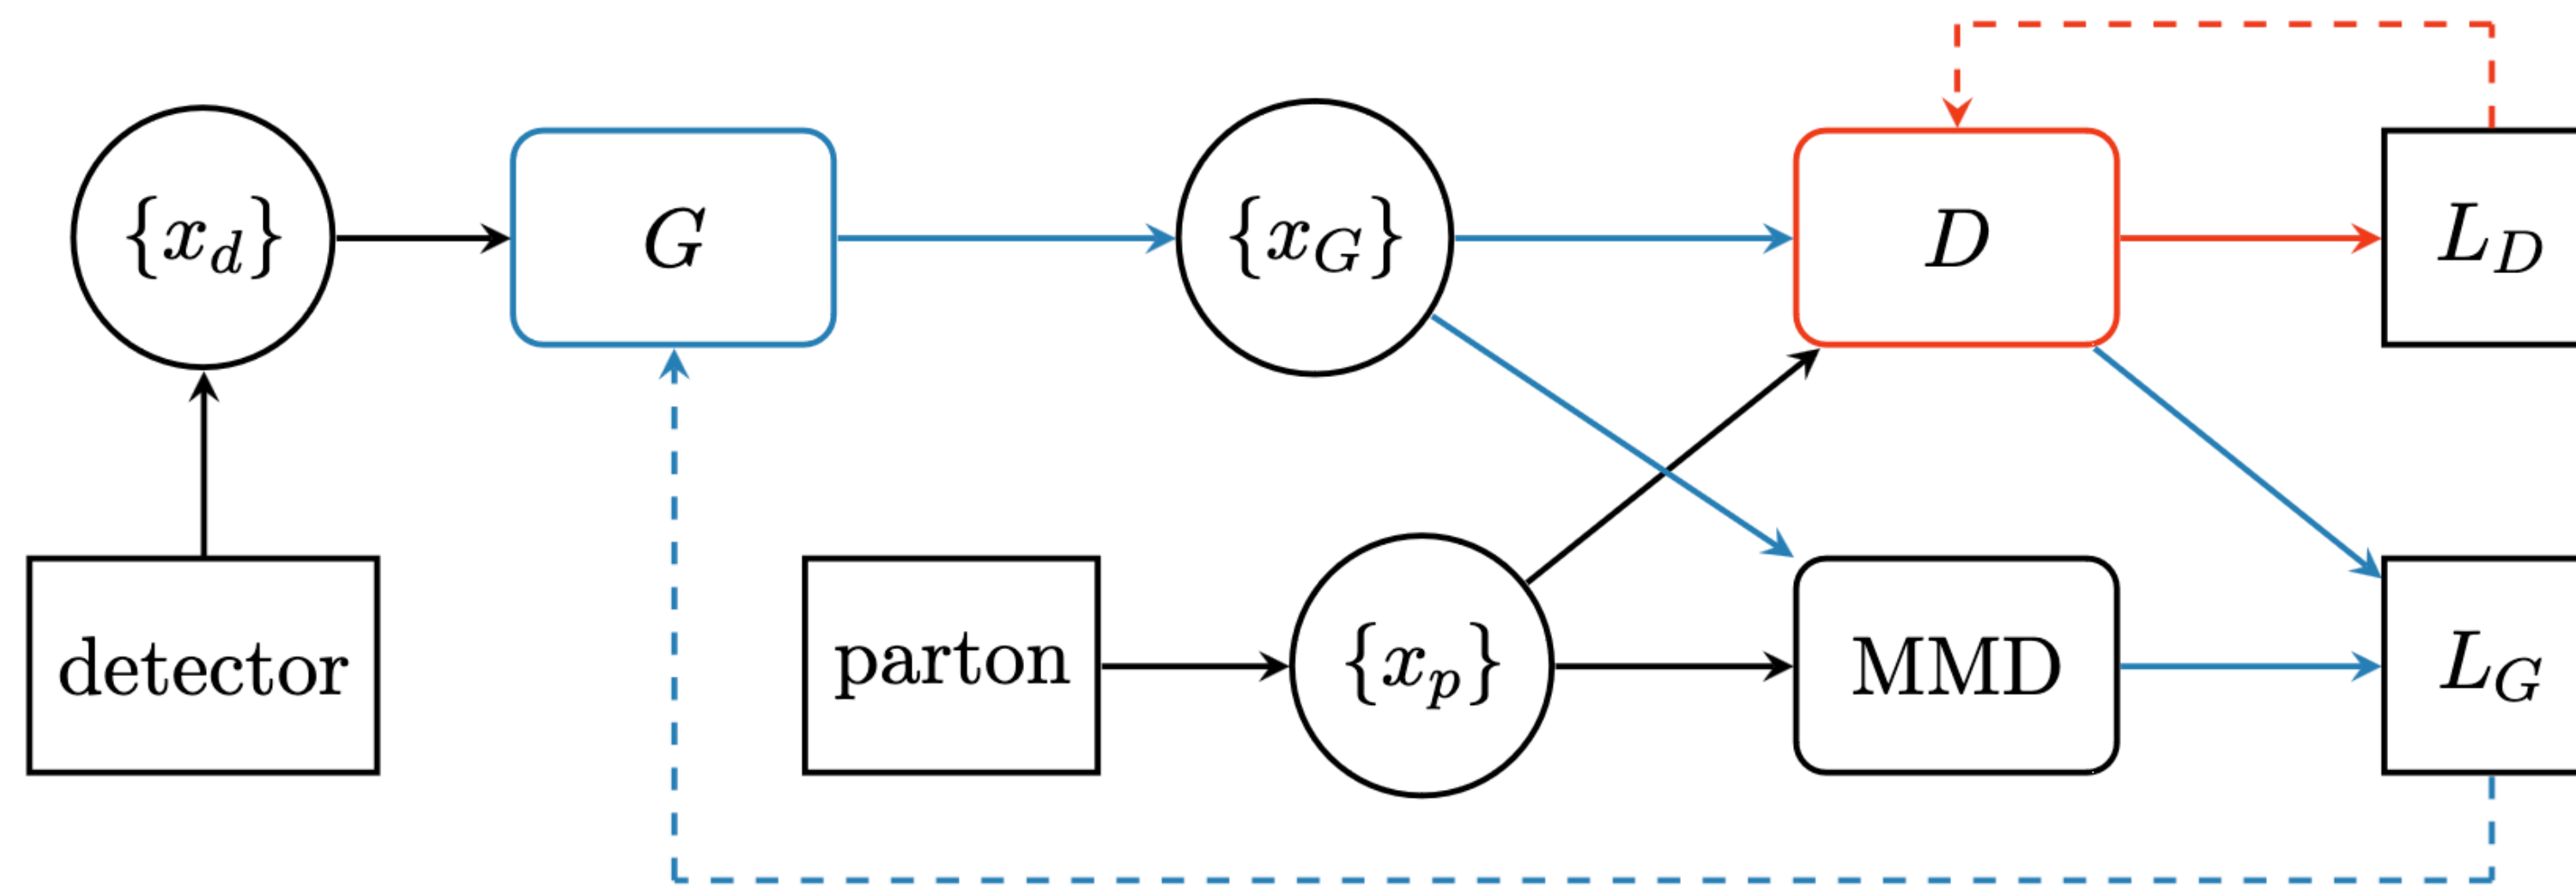 {x_d}
G
{x_G}
D
L_D
detector
parton
{x_p}
MMD
L_G